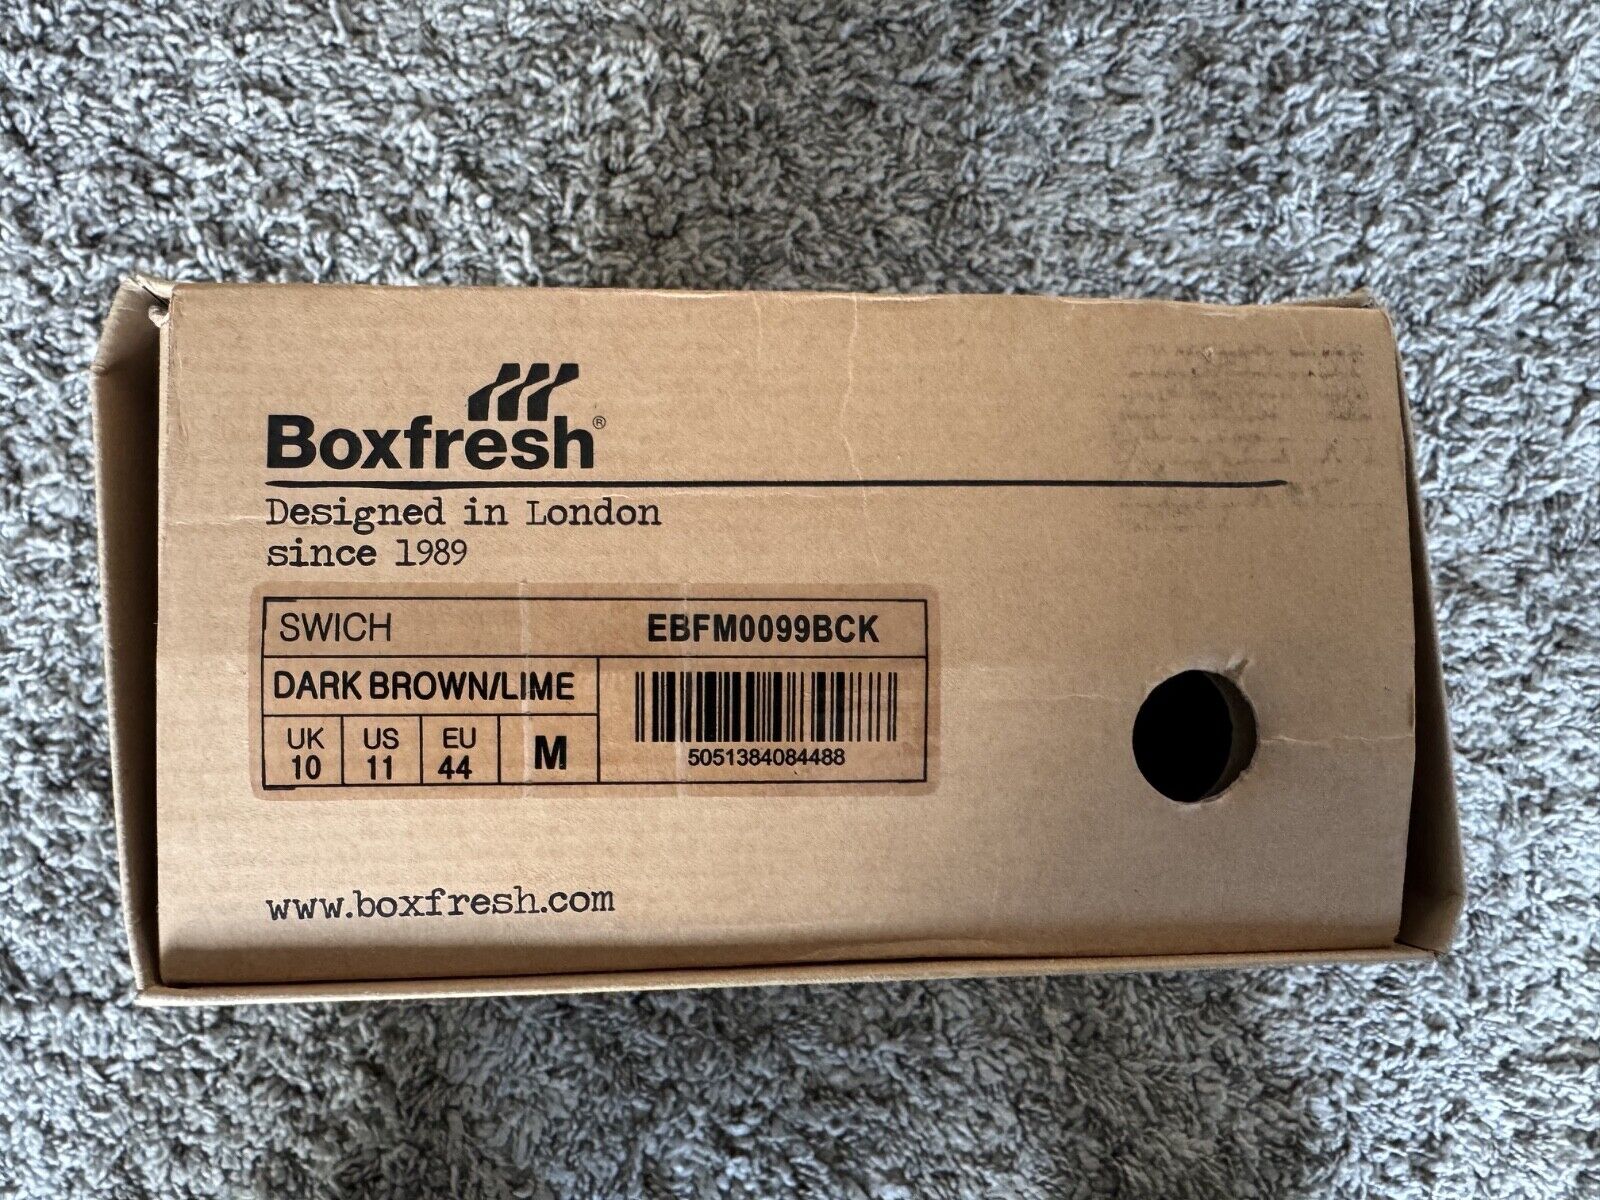 Boxfresh®
Designed in London
since 1989
SWICH EBFM0099BCK
DARK BROWN/LIME
UK US EU
10 11 44 M
5051384084488
www.boxfresh.com